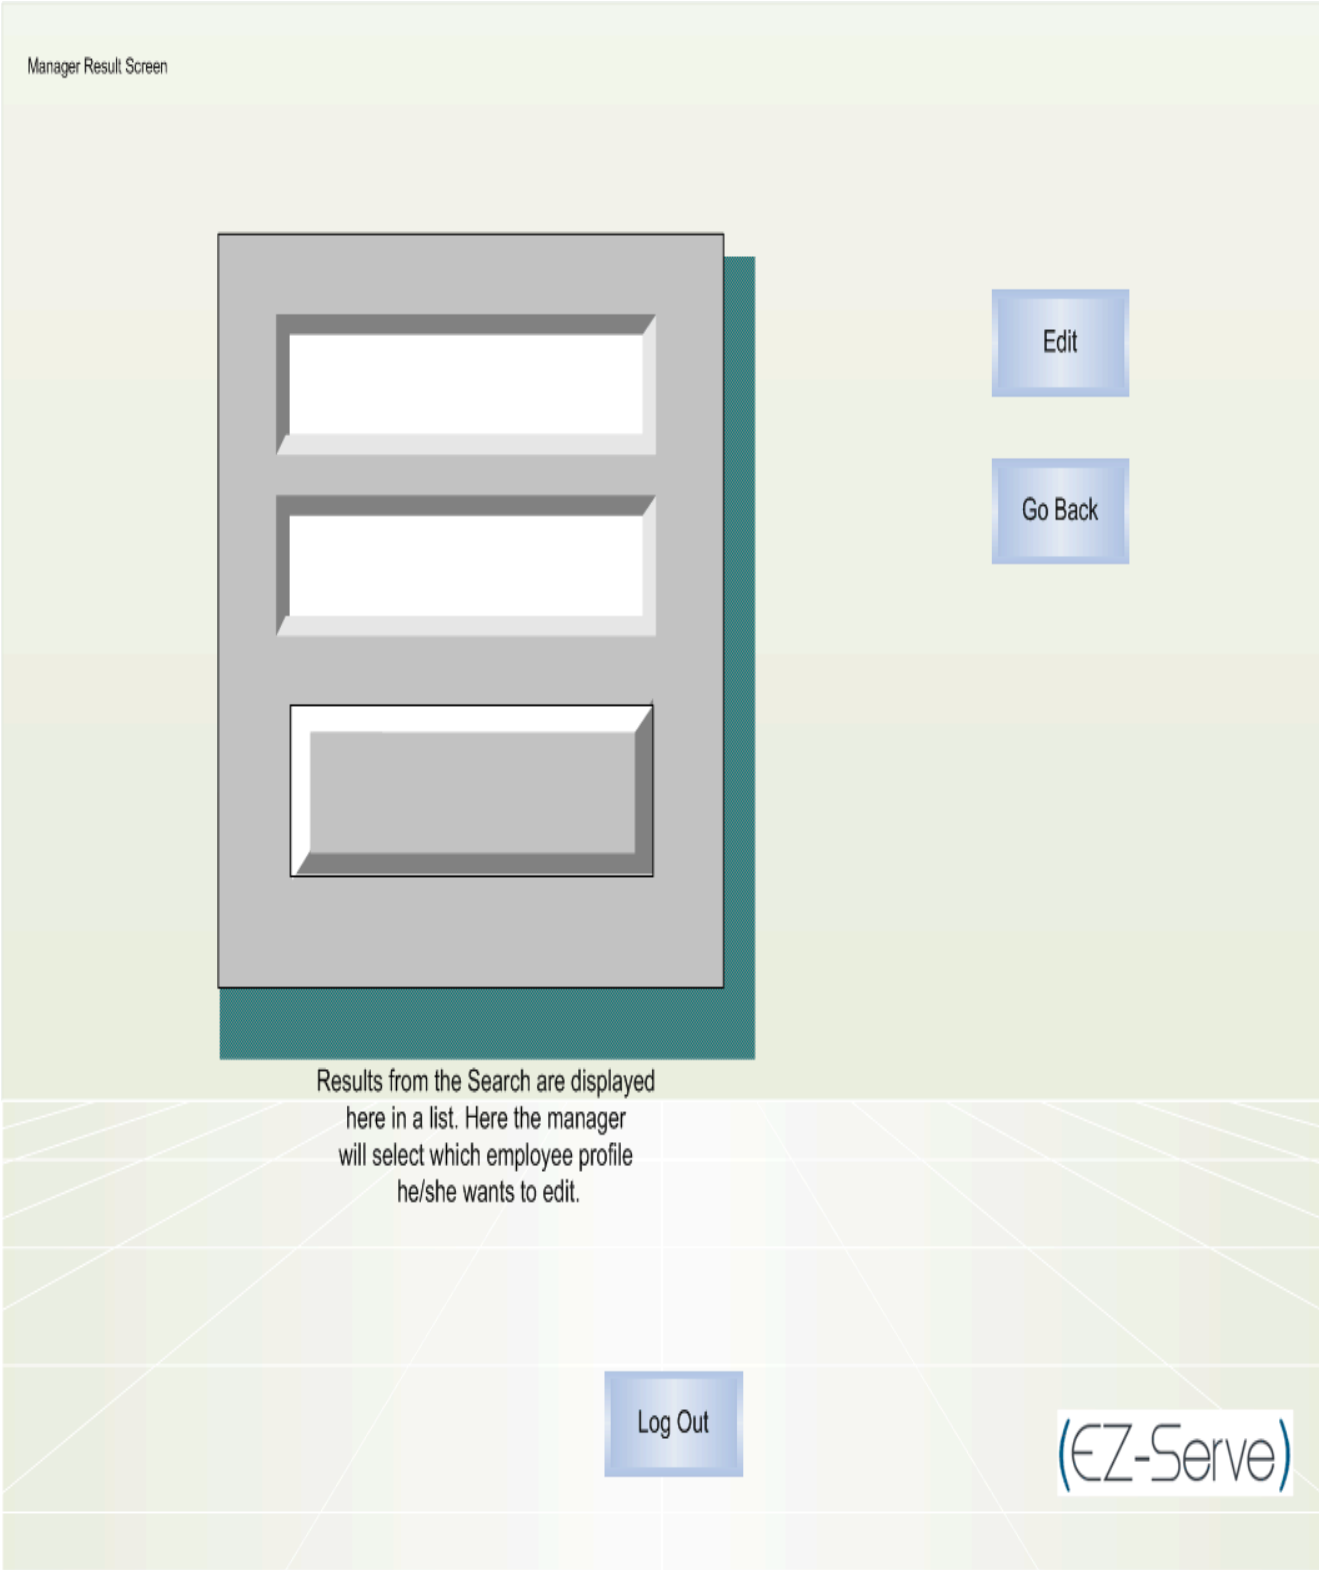 Manager Result Screen
Edit
Go Back
Results from the Search are displayed
here in a list. Here the manager
will select which employee profile
he/she wants to edit.
Log Out
(EZ-Serve)